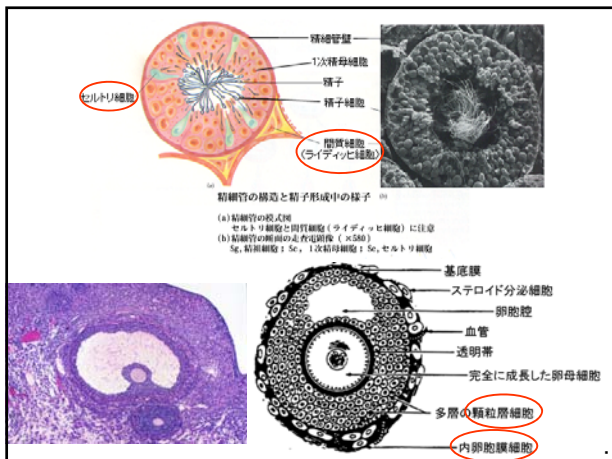 精細管壁
1次精母細胞
精子
セルトリ細胞
精子細胞
間質細胞
(ライディッヒ細胞)
(a)
(b)
精細管の構造と精子形成中の様子
(a)精細管の模式図
セルトリ細胞と間質細胞(ライディッヒ細胞)に注意
(b)精細管の断面の走査電顕像(×580)
Sg,精祖細胞;Sc,1次精母細胞;Se,セルトリ細胞
基底膜
ステロイド分泌細胞
卵胞腔
血管
透明帯
完全に成長した卵母細胞
多層の顆粒層細胞
内卵胞膜細胞